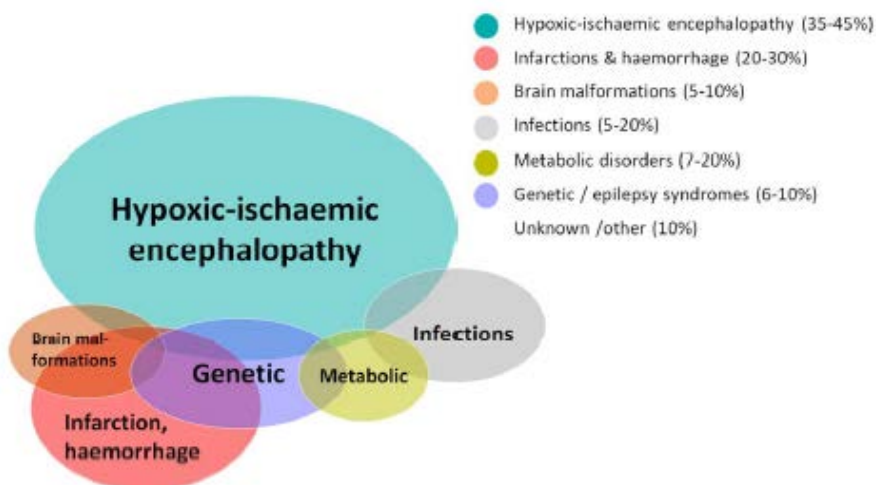 Hypoxic-ischaemic encephalopathy (35-45%)
Infarctions & haemorrhage (20-30%)
Brain malformations (5-10%)
Infections (5-20%)
Metabolic disorders (7-20%)
Genetic / epilepsy syndromes (6-10%)
Unknown /other (10%)
Hypoxic-ischaemic
encephalopathy
Brain mal-
formations
Infarction,
haemorrhage
Genetic
Metabolic
Infections